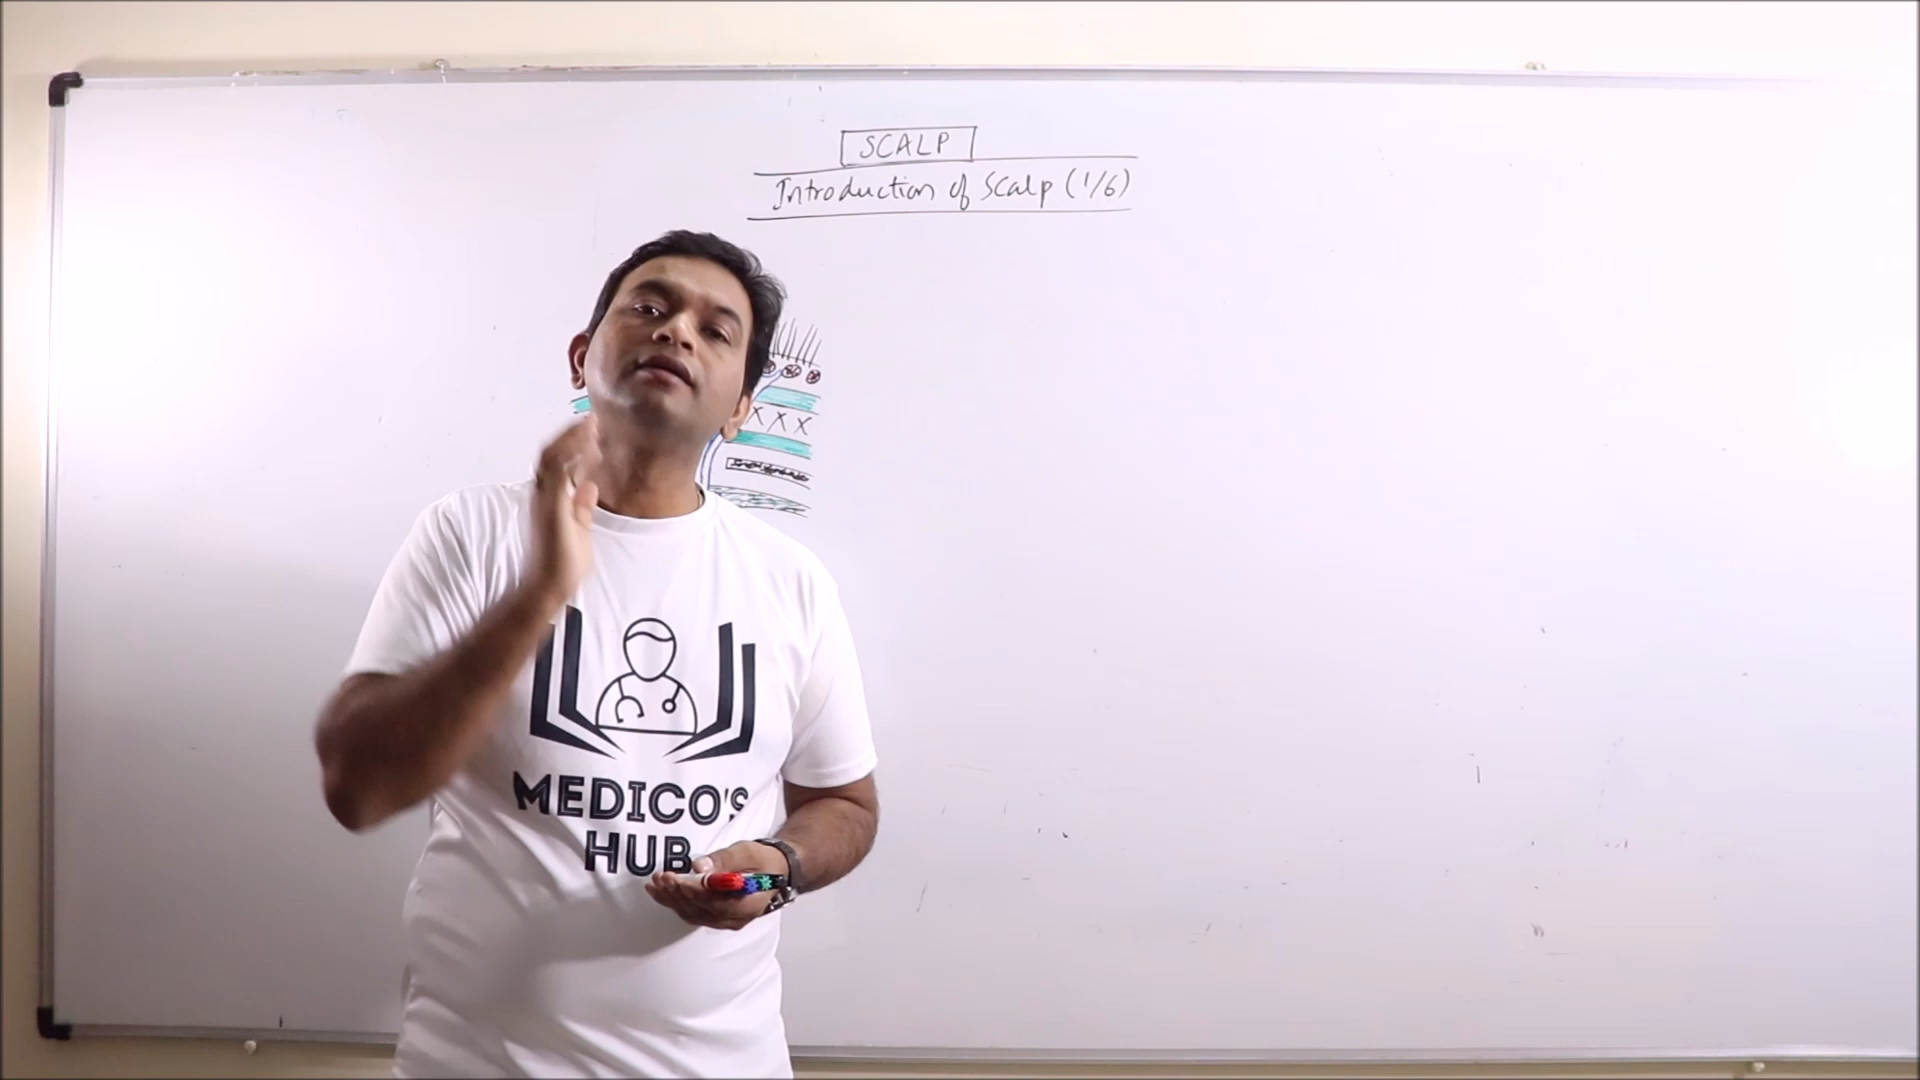 SCALP
Introduction of Scalp (1/6)
X X X
MEDICO'S
HUB